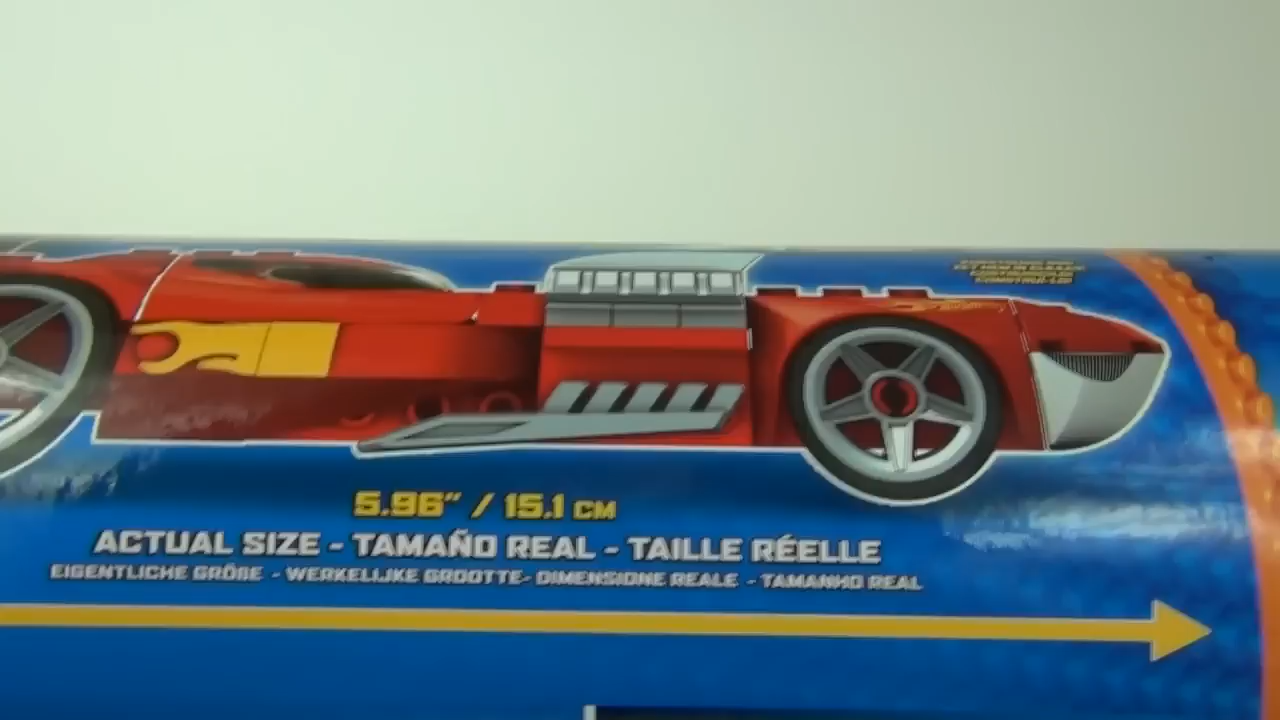 5.96" / 15.1 CM
ACTUAL SIZE - TAMAÑO REAL - TAILLE RÉELLE
EIGENTLICHE GRÖßE - WERKELIJKE GROOTTE- DIMENSIONE REALE - TAMANHO REAL